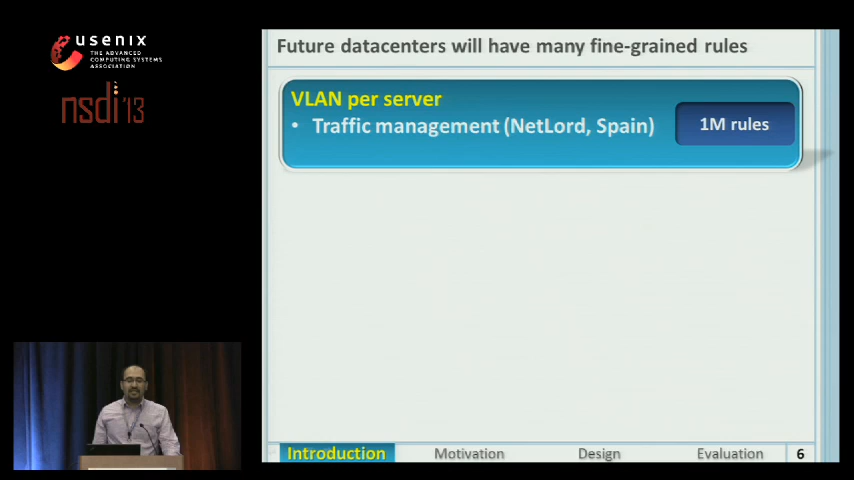 usenix
THE ADVANCED
COMPUTING SYSTEMS
ASSOCIATION
nsdi '13
Future datacenters will have many fine-grained rules
VLAN per server
• Traffic management (NetLord, Spain)
1M rules
Introduction
Motivation
Design
Evaluation
6